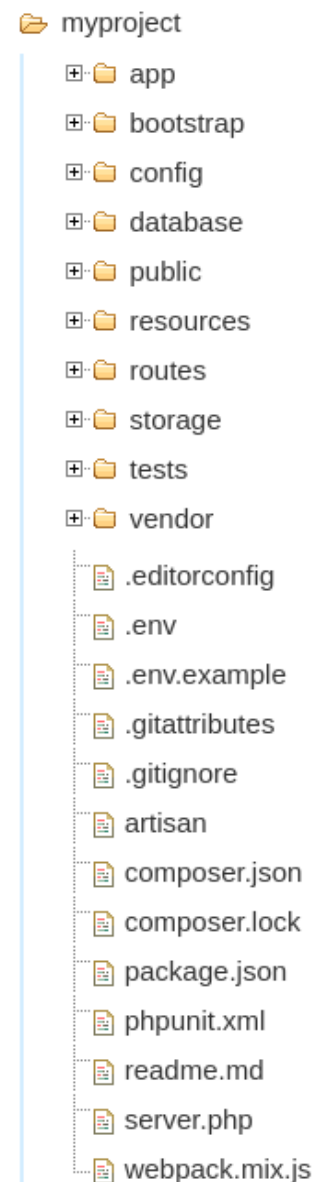 myproject
app
bootstrap
config
database
public
resources
routes
storage
tests
vendor
.editorconfig
.env
.env.example
.gitattributes
.gitignore
artisan
composer.json
composer.lock
package.json
phpunit.xml
readme.md
server.php
webpack.mix.js